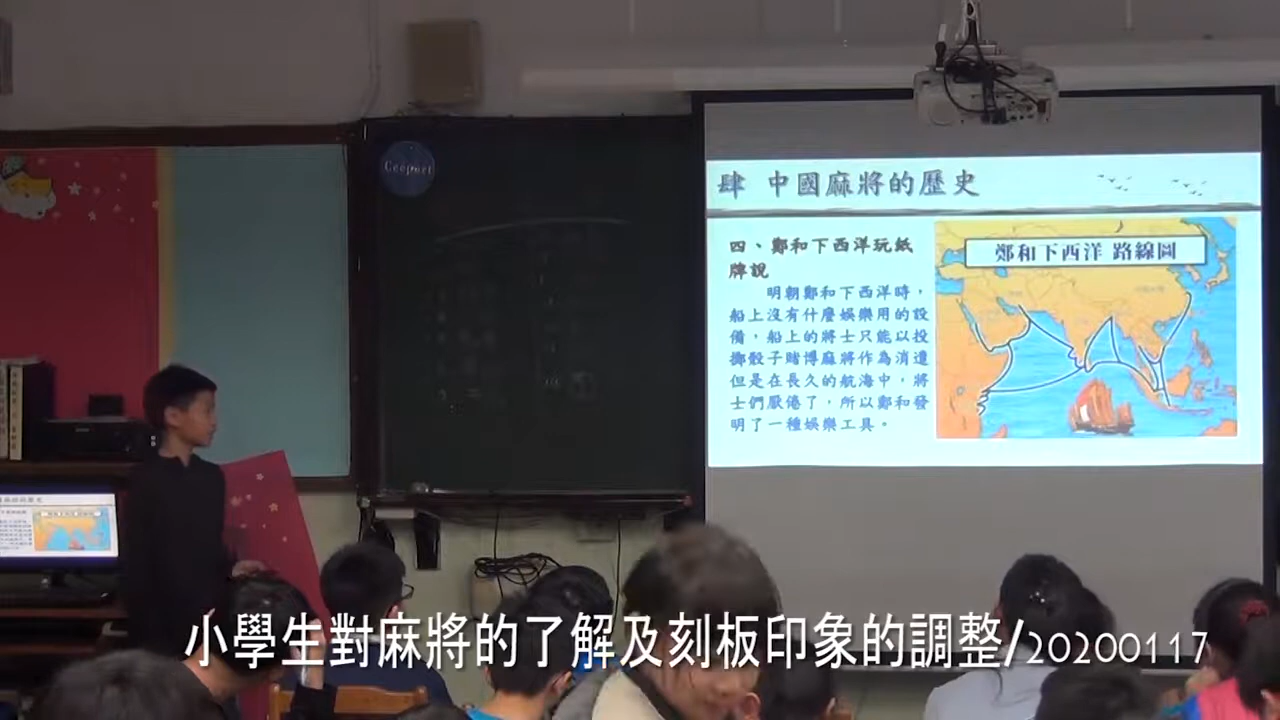 Geoport
肆 中國麻將的歷史
四、鄭和下西洋玩紙
牌說
明朝鄭和下西洋時，
船上沒有什麼娛樂用的設
備，船上的將士只能以投
擲骰子賭博麻將作為消遣
但是在長久的航海中，將
士們厭倦了，所以鄭和發
明了一種娛樂工具。
鄭和下西洋 路線圖
小學生對麻將的了解及刻板印象的調整/20200117